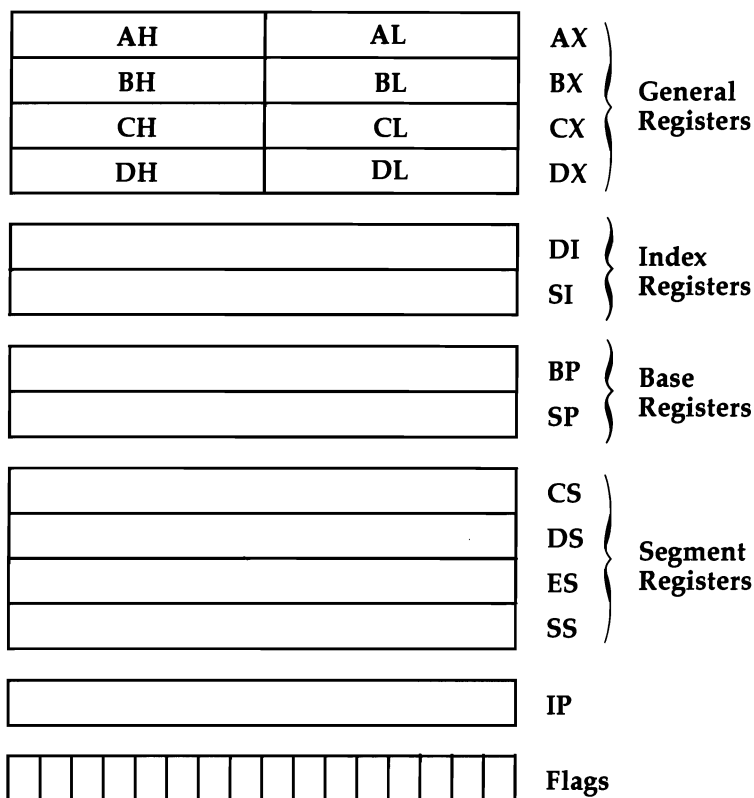 AH AL AX
BH BL BX
CH CL CX
DH DL DX
General
Registers
DI
SI
Index
Registers
BP
SP
Base
Registers
CS
DS
ES
SS
Segment
Registers
IP
Flags